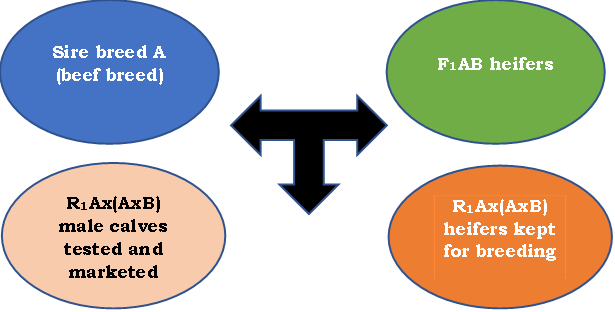 Sire breed A
(beef breed)
F₁AB heifers
R₁Ax(AxB)
male calves
tested and
marketed
R₁Ax(AxB)
heifers kept
for breeding